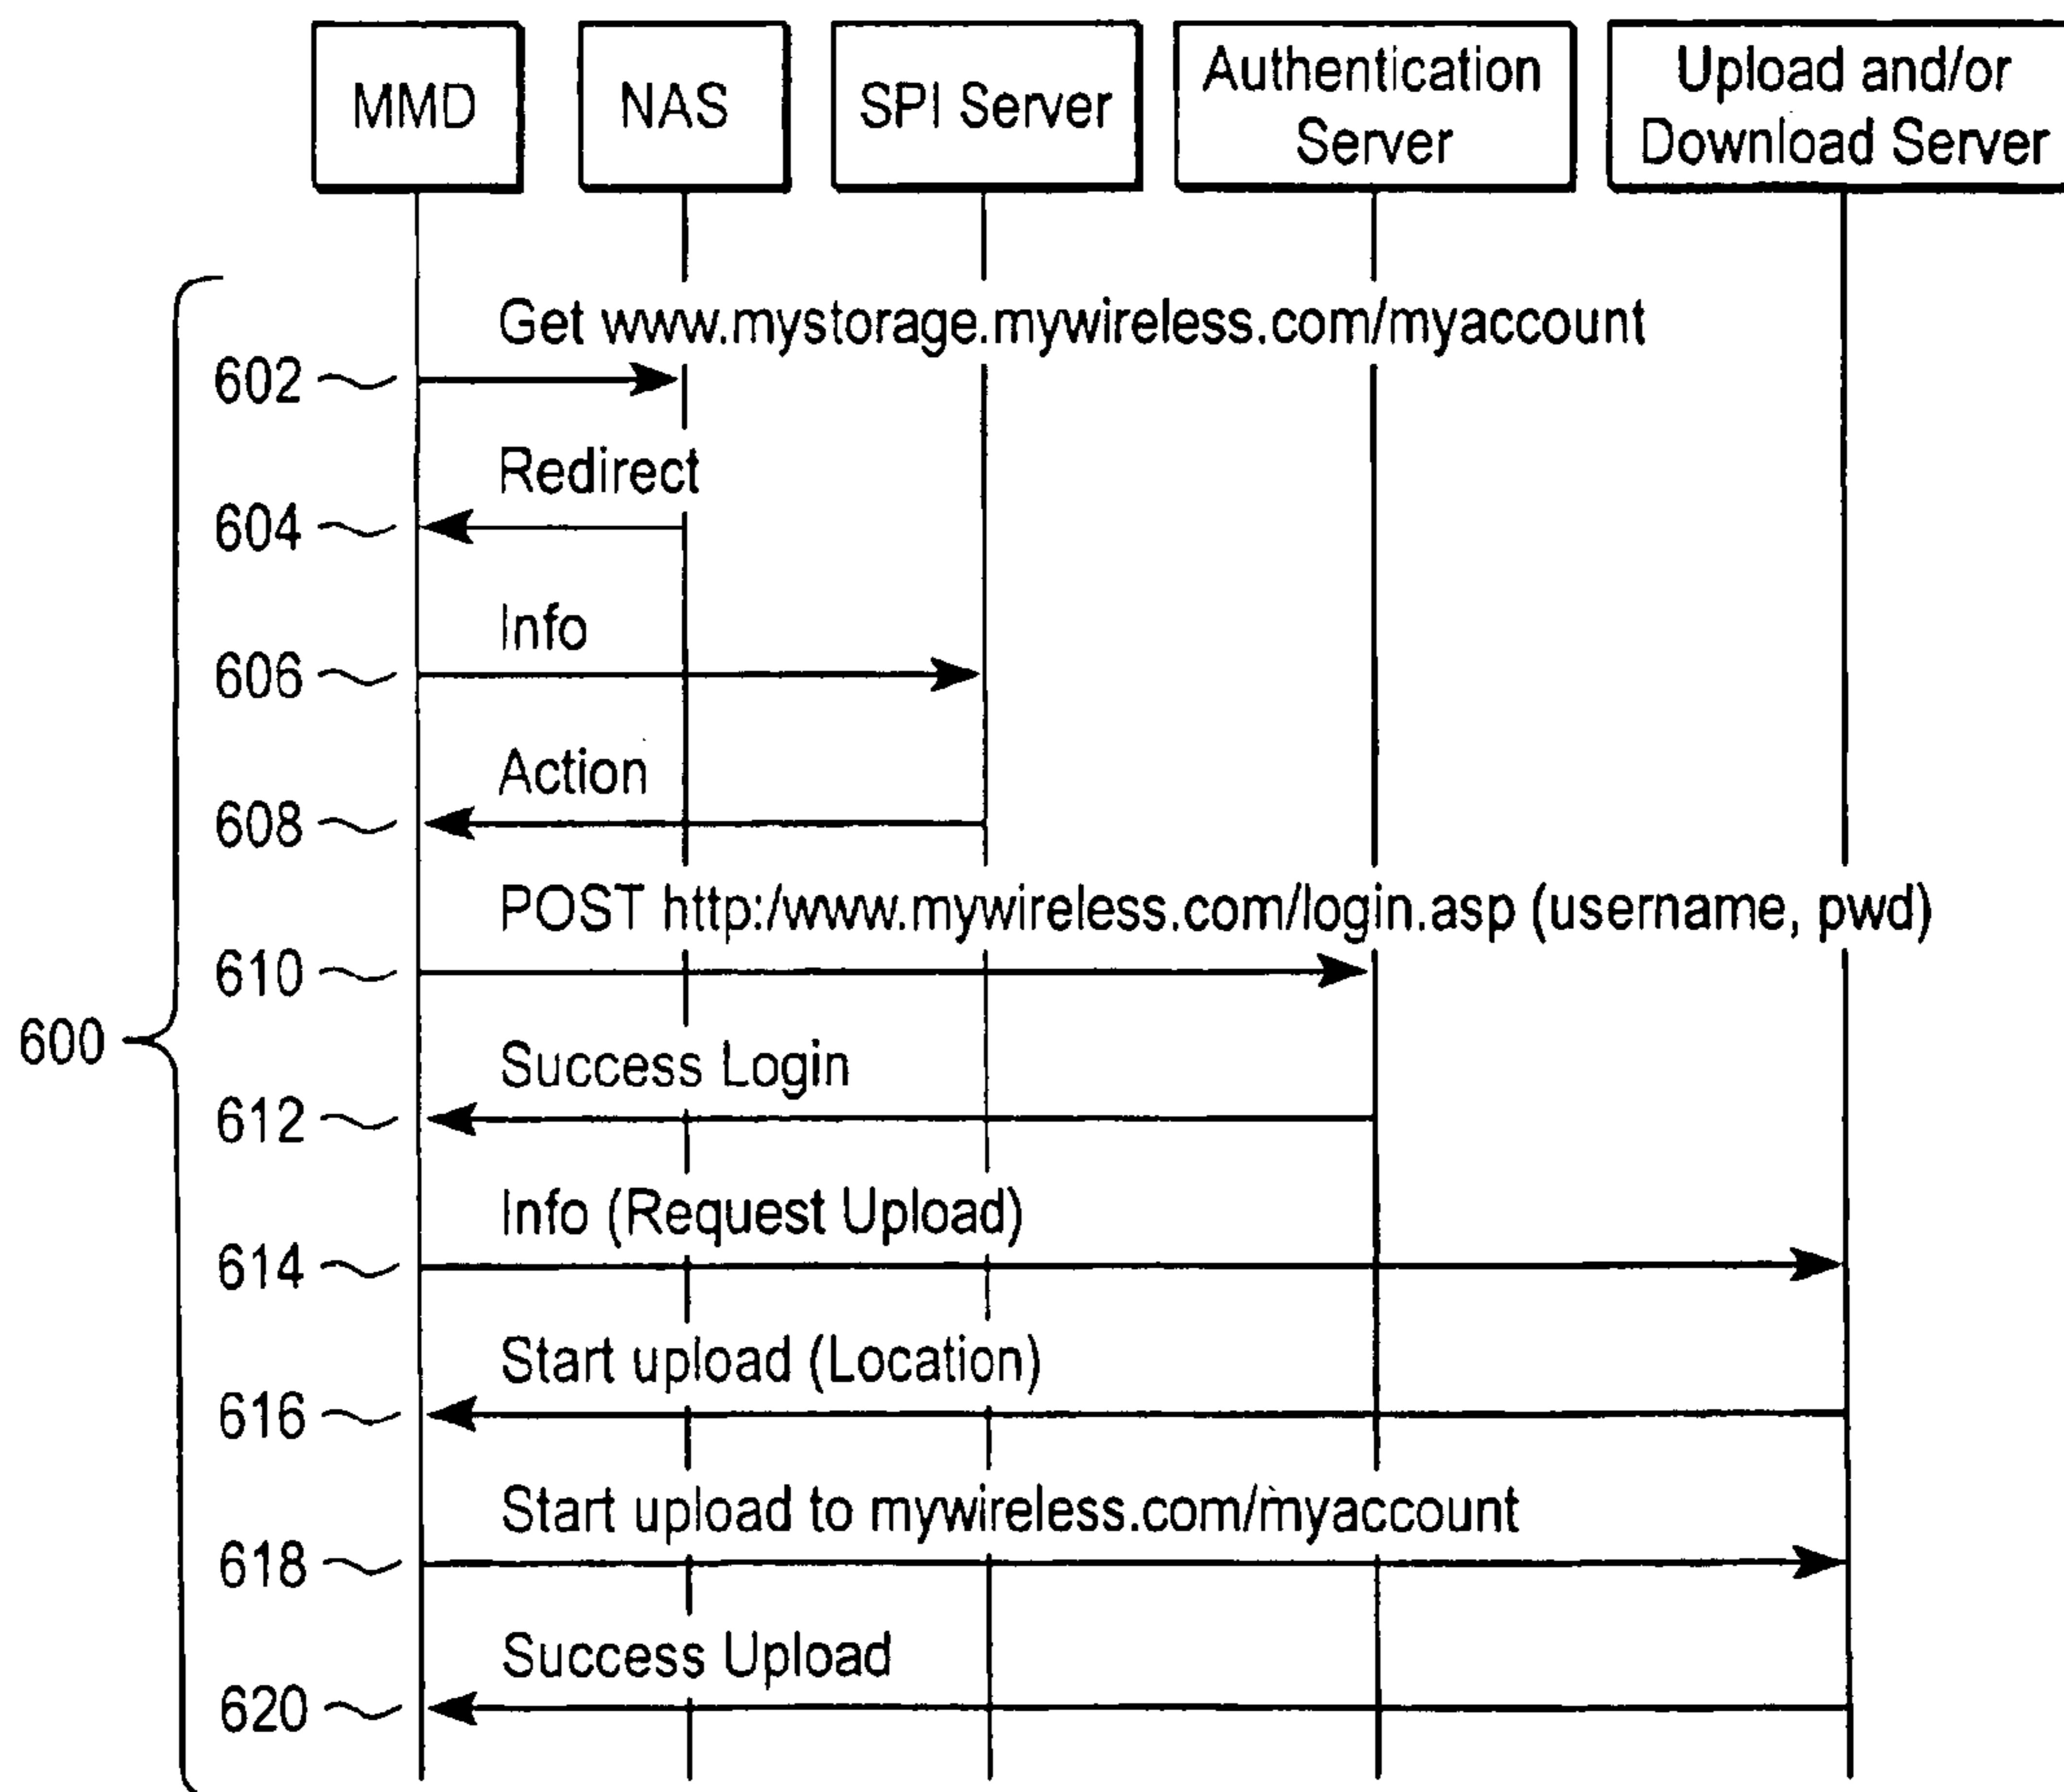 MMD
NAS
SPI Server
Authentication
Server
Upload and/or
Download Server
Get www.mystorage.mywireless.com/myaccount
602
Redirect
604
Info
606
Action
608
POST http:/www.mywireless.com/login.asp (username, pwd)
610
600
Success Login
612
Info (Request Upload)
614
Start upload (Location)
616
Start upload to mywireless.com/myaccount
618
Success Upload
620